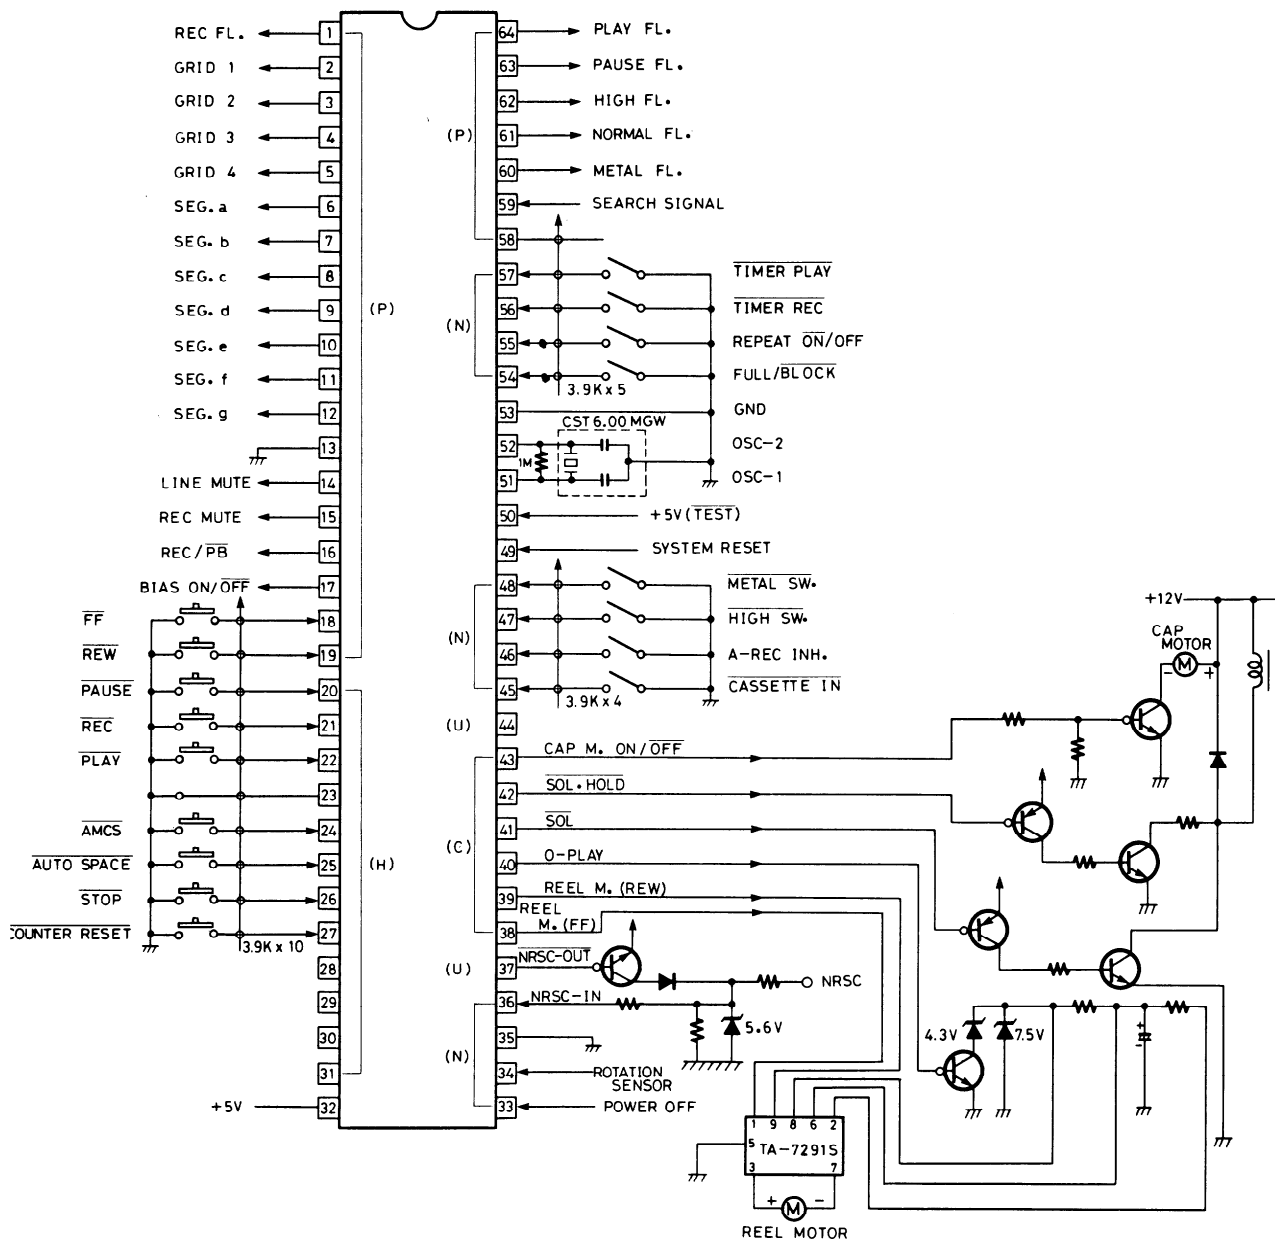 REC FL. 1
GRID 1 2
GRID 2 3
GRID 3 4
GRID 4 5
SEG.a 6
SEG.b 7
SEG.c 8
SEG.d 9
SEG.e 10
SEG.f 11
SEG.g 12
13
LINE MUTE 14
REC MUTE 15
REC/PB 16
BIAS ON/OFF 17
FF 18
REW 19
PAUSE 20
REC 21
PLAY 22
23
AMCS 24
AUTO SPACE 25
STOP 26
COUNTER RESET 27
3.9K x 10
28
29
30
31
+5V 32
(P)
(H)
(P)
(N)
(N)
(U)
(C)
(U)
(N)
64 PLAY FL.
63 PAUSE FL.
62 HIGH FL.
61 NORMAL FL.
60 METAL FL.
59 SEARCH SIGNAL
58
57 TIMER PLAY
56 TIMER REC
55 REPEAT ON/OFF
54 FULL/BLOCK
3.9K x 5
53 GND
CST 6.00 MGW
52 OSC-2
1M
51 OSC-1
50 +5V (TEST)
49 SYSTEM RESET
48 METAL SW.
47 HIGH SW.
46 A-REC INH.
45 CASSETTE IN
3.9K x 4
44
43 CAP M. ON/OFF
42 SOL.HOLD
41 SOL
40 O-PLAY
39 REEL M. (REW)
38 REEL M. (FF)
37 NRSC-OUT
NRSC
36 NRSC-IN
5.6V
35
34 ROTATION SENSOR
33 POWER OFF
+12V
CAP MOTOR
- M +
4.3V
7.5V
+
-
1 9 8 6 2
5 TA-7291S
3 7
+ M -
REEL MOTOR